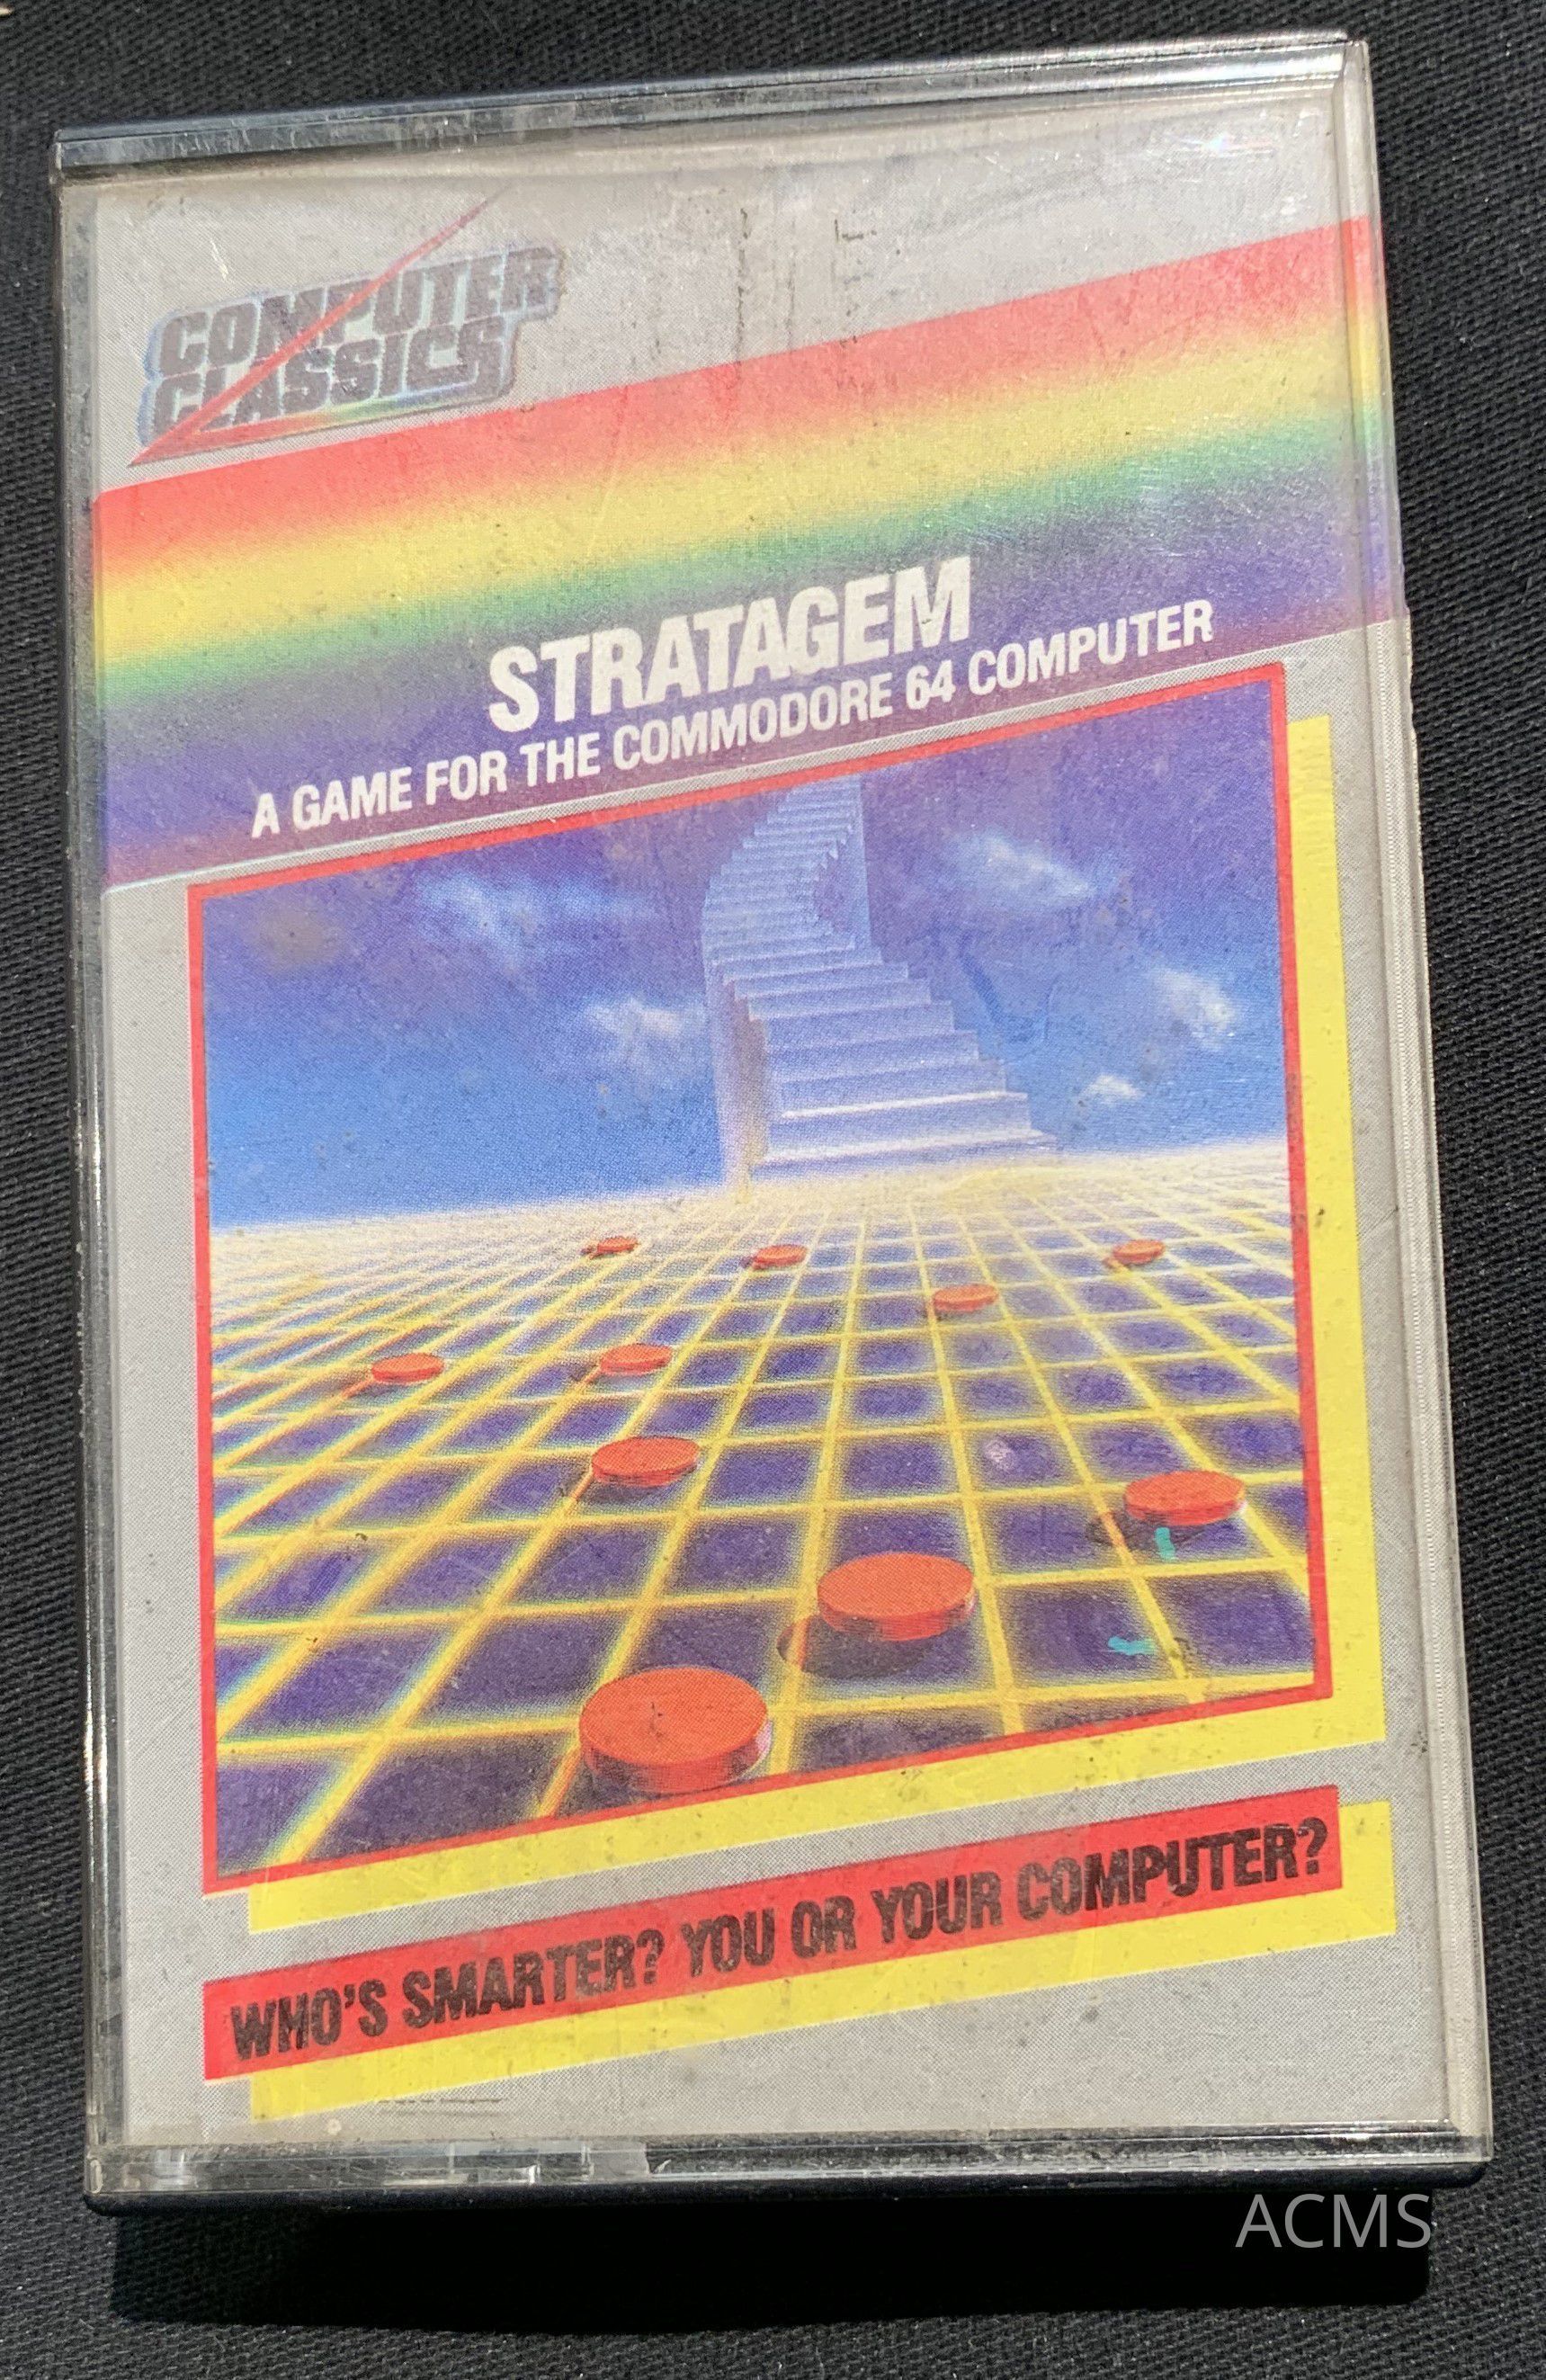 COMPUTER
CLASSICS
STRATAGEM
A GAME FOR THE COMMODORE 64 COMPUTER
WHO'S SMARTER? YOU OR YOUR COMPUTER?
ACMS